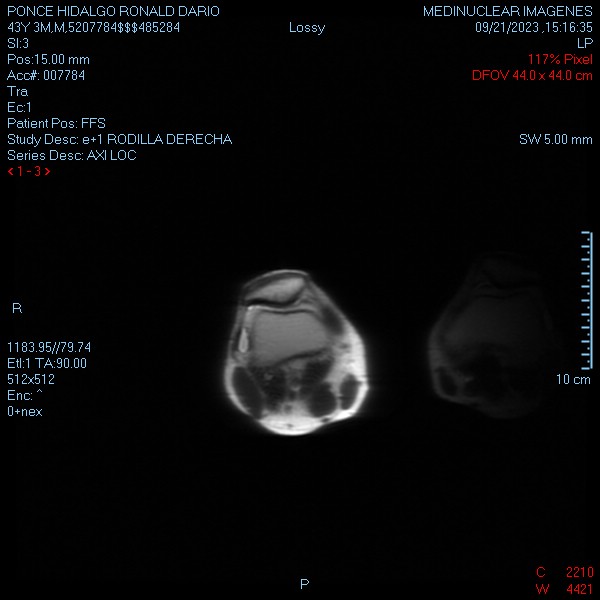 PONCE HIDALGO RONALD DARIO
43Y 3M,M,5207784$$$485284
SI:3
Pos:15.00 mm
Acc#: 007784
Tra
Ec:1
Patient Pos: FFS
Study Desc: e+1 RODILLA DERECHA
Series Desc: AXI LOC
< 1 - 3 >
Lossy
MEDINUCLEAR IMAGENES
09/21/2023 ,15:16:35
LP
117% Pixel
DFOV 44.0 x 44.0 cm
SW 5.00 mm
R
1183.95//79.74
Etl:1 TA:90.00
512x512
Enc: ^
0+nex
10 cm
P
C 2210
W 4421